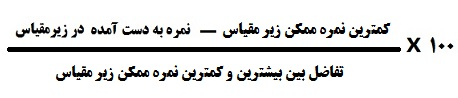 کمترین نمره ممکن زیر مقیاس — نمره به دست آمده در زیرمقیاس
X ۱۰۰
تفاضل بین بیشترین و کمترین نمره ممکن زیر مقیاس